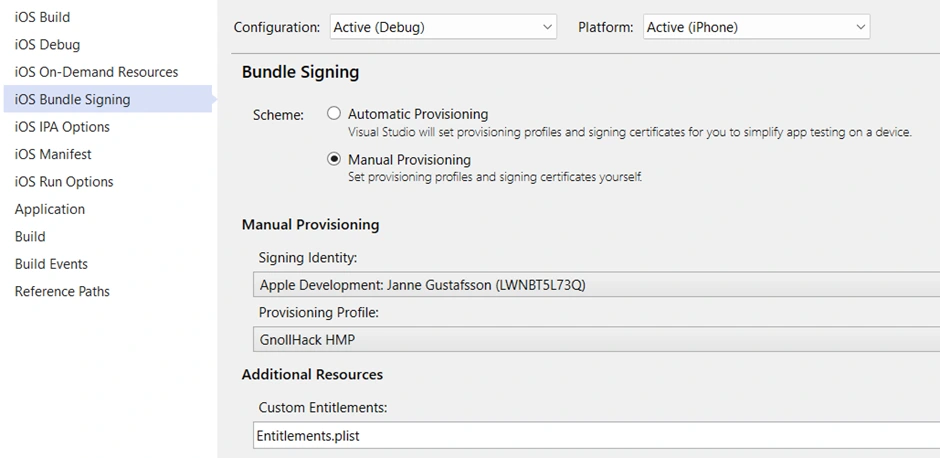 iOS Build
iOS Debug
iOS On-Demand Resources
iOS Bundle Signing
iOS IPA Options
iOS Manifest
iOS Run Options
Application
Build
Build Events
Reference Paths
Configuration: Active (Debug) Platform: Active (iPhone)
Bundle Signing
Scheme: Automatic Provisioning
Visual Studio will set provisioning profiles and signing certificates for you to simplify app testing on a device.
Manual Provisioning
Set provisioning profiles and signing certificates yourself.
Manual Provisioning
Signing Identity:
Apple Development: Janne Gustafsson (LWNBT5L73Q)
Provisioning Profile:
GnollHack HMP
Additional Resources
Custom Entitlements:
Entitlements.plist